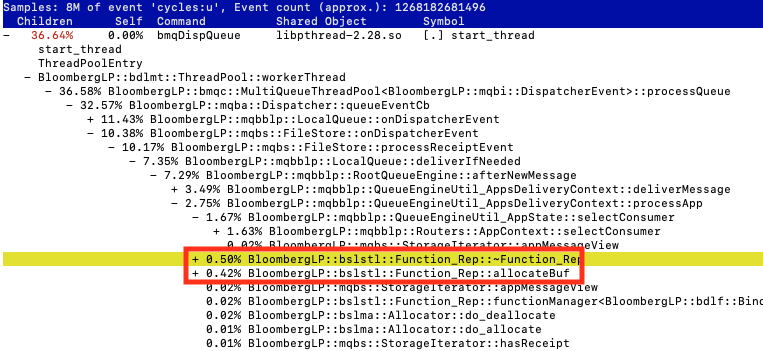 Samples: 8M of event 'cycles:u', Event count (approx.): 1268182681496
Children Self Command Shared Object Symbol
- 36.64% 0.00% bmqDispQueue libpthread-2.28.so [.] start_thread
start_thread
ThreadPoolEntry
- BloombergLP::bdlmt::ThreadPool::workerThread
- 36.58% BloombergLP::bmqc::MultiQueueThreadPool<BloombergLP::mqbi::DispatcherEvent>::processQueue
- 32.57% BloombergLP::mqba::Dispatcher::queueEventCb
+ 11.43% BloombergLP::mqbblp::LocalQueue::onDispatcherEvent
- 10.38% BloombergLP::mqbs::FileStore::onDispatcherEvent
- 10.17% BloombergLP::mqbs::FileStore::processReceiptEvent
- 7.35% BloombergLP::mqbblp::LocalQueue::deliverIfNeeded
- 7.29% BloombergLP::mqbblp::RootQueueEngine::afterNewMessage
+ 3.49% BloombergLP::mqbblp::QueueEngineUtil_AppsDeliveryContext::deliverMessage
- 2.75% BloombergLP::mqbblp::QueueEngineUtil_AppsDeliveryContext::processApp
- 1.67% BloombergLP::mqbblp::QueueEngineUtil_AppState::selectConsumer
+ 1.63% BloombergLP::mqbblp::Routers::AppContext::selectConsumer
0.02% BloombergLP::mqbs::StorageIterator::appMessageView
+ 0.50% BloombergLP::bslstl::Function_Rep::~Function_Rep
+ 0.42% BloombergLP::bslstl::Function_Rep::allocateBuf
0.02% BloombergLP::mqbs::StorageIterator::appMessageView
0.02% BloombergLP::bslstl::Function_Rep::functionManager<BloombergLP::bdlf::Bind
0.02% BloombergLP::bslma::Allocator::do_deallocate
0.01% BloombergLP::bslma::Allocator::do_allocate
0.01% BloombergLP::mqbs::StorageIterator::hasReceipt